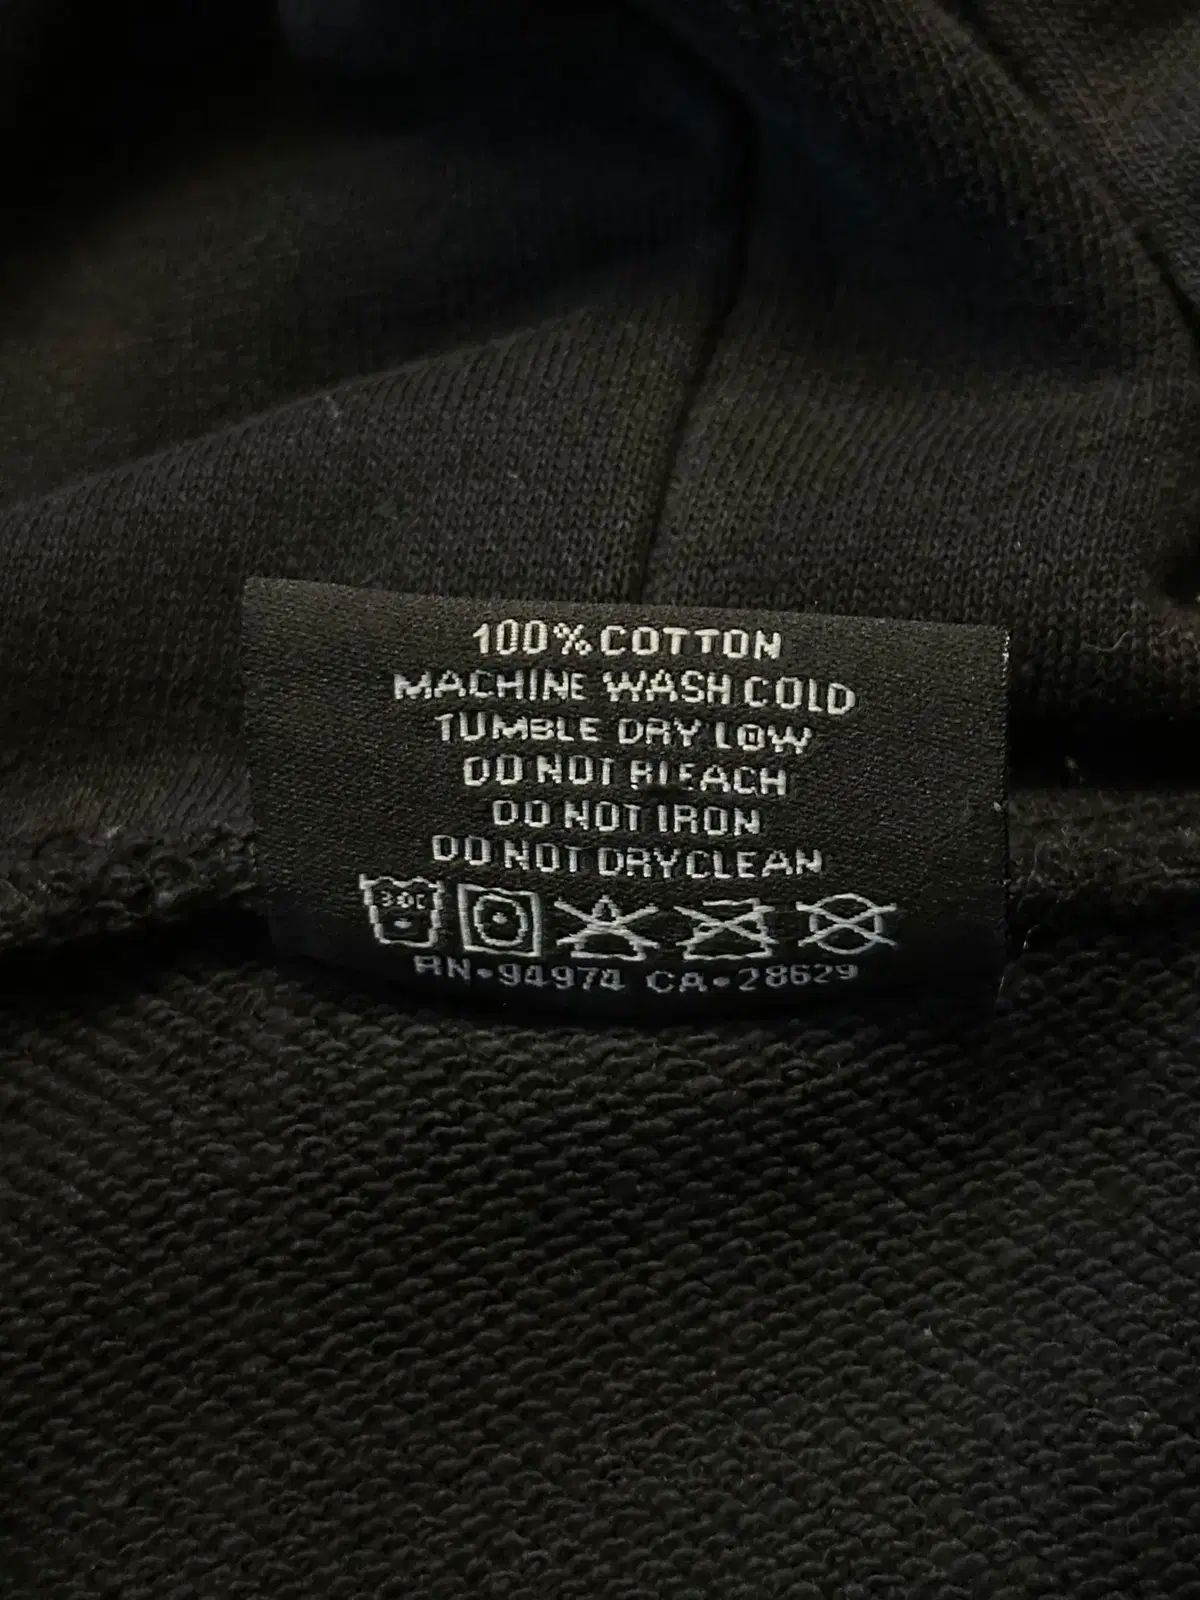 100% COTTON
MACHINE WASH COLD
TUMBLE DRY LOW
DO NOT BLEACH
DO NOT IRON
DO NOT DRYCLEAN
30C
RN•94974 CA•28629